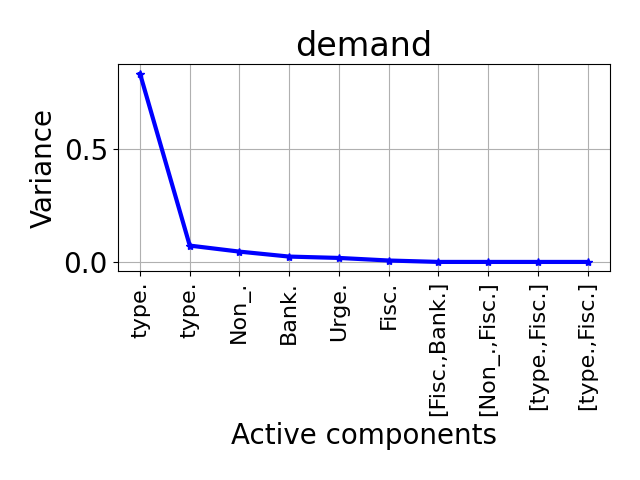 demand
Variance
0.5
0.0
type.
type.
Non_.
Bank.
Urge.
Fisc.
[Fisc.,Bank.]
[Non_.,Fisc.]
[type.,Fisc.]
[type.,Fisc.]
Active components